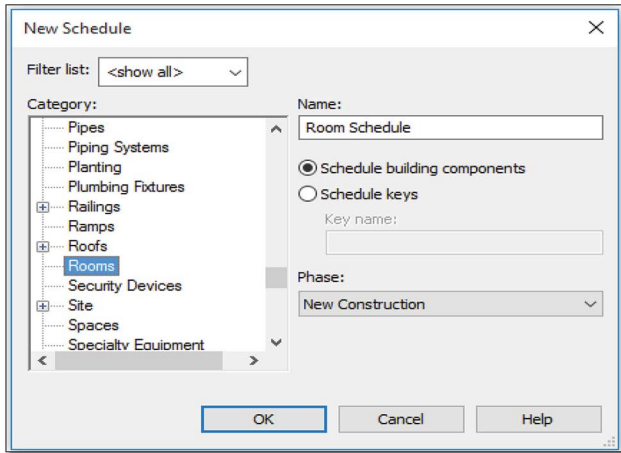 New Schedule
Filter list: <show all>
Category:
Pipes
Piping Systems
Planting
Plumbing Fixtures
Railings
Ramps
Roofs
Rooms
Security Devices
Site
Spaces
Specialty Equipment
Name:
Room Schedule
Schedule building components
Schedule keys
Key name:
Phase:
New Construction
OK Cancel Help